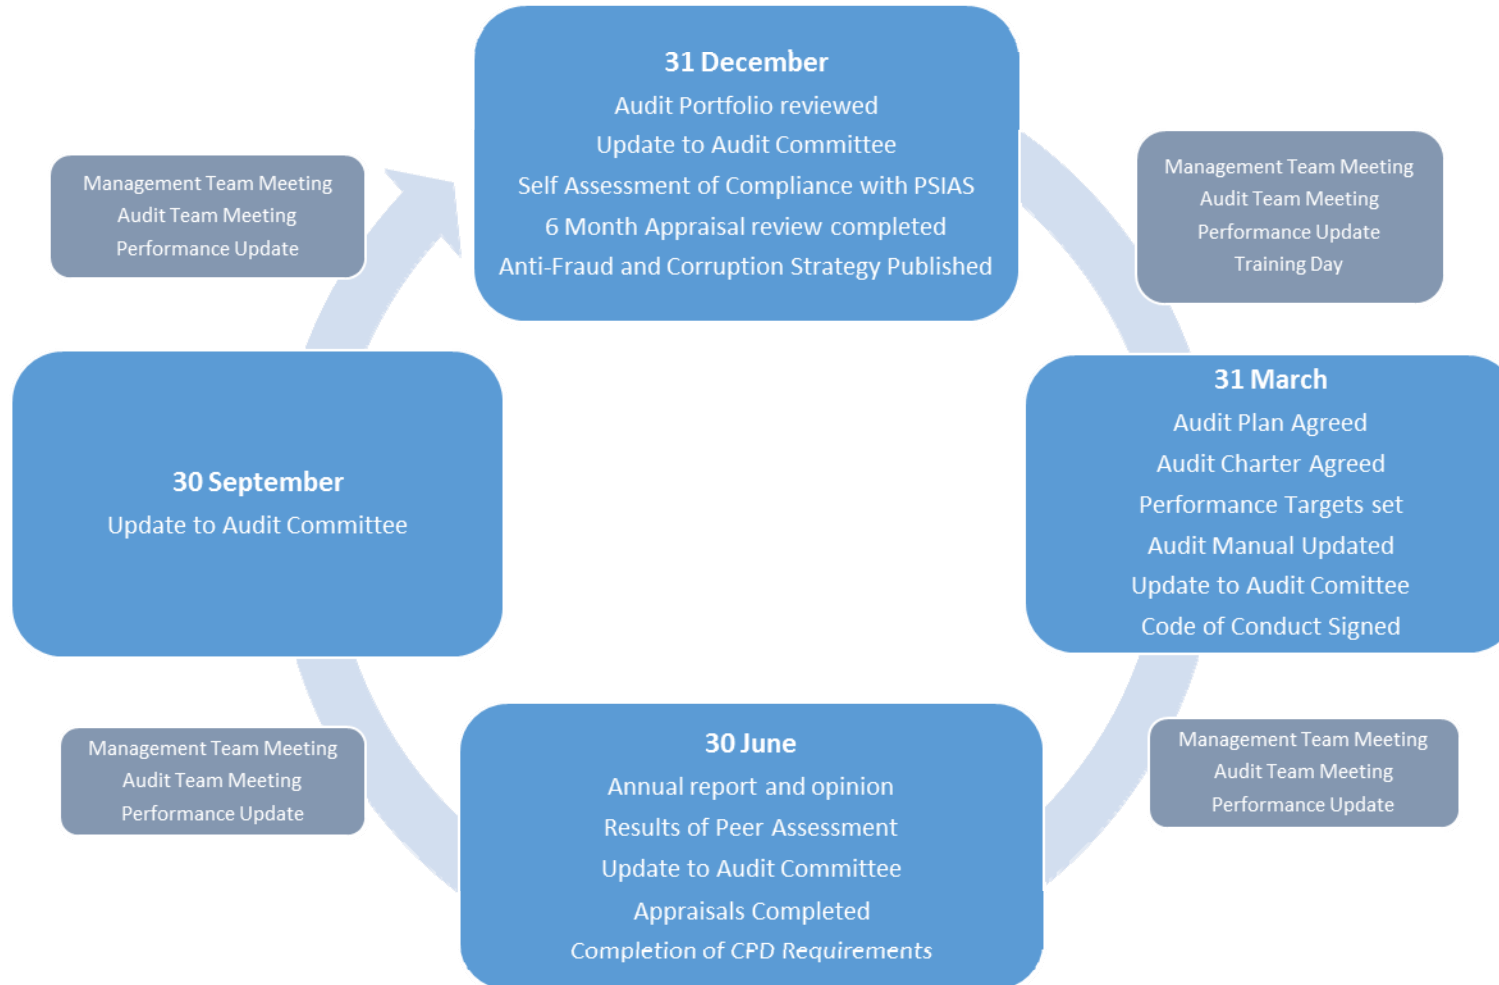 31 December
Audit Portfolio reviewed
Update to Audit Committee
Self Assessment of Compliance with PSIAS
6 Month Appraisal review completed
Anti-Fraud and Corruption Strategy Published
Management Team Meeting
Audit Team Meeting
Performance Update
Training Day
31 March
Audit Plan Agreed
Audit Charter Agreed
Performance Targets set
Audit Manual Updated
Update to Audit Comittee
Code of Conduct Signed
Management Team Meeting
Audit Team Meeting
Performance Update
30 June
Annual report and opinion
Results of Peer Assessment
Update to Audit Committee
Appraisals Completed
Completion of CPD Requirements
Management Team Meeting
Audit Team Meeting
Performance Update
30 September
Update to Audit Committee
Management Team Meeting
Audit Team Meeting
Performance Update